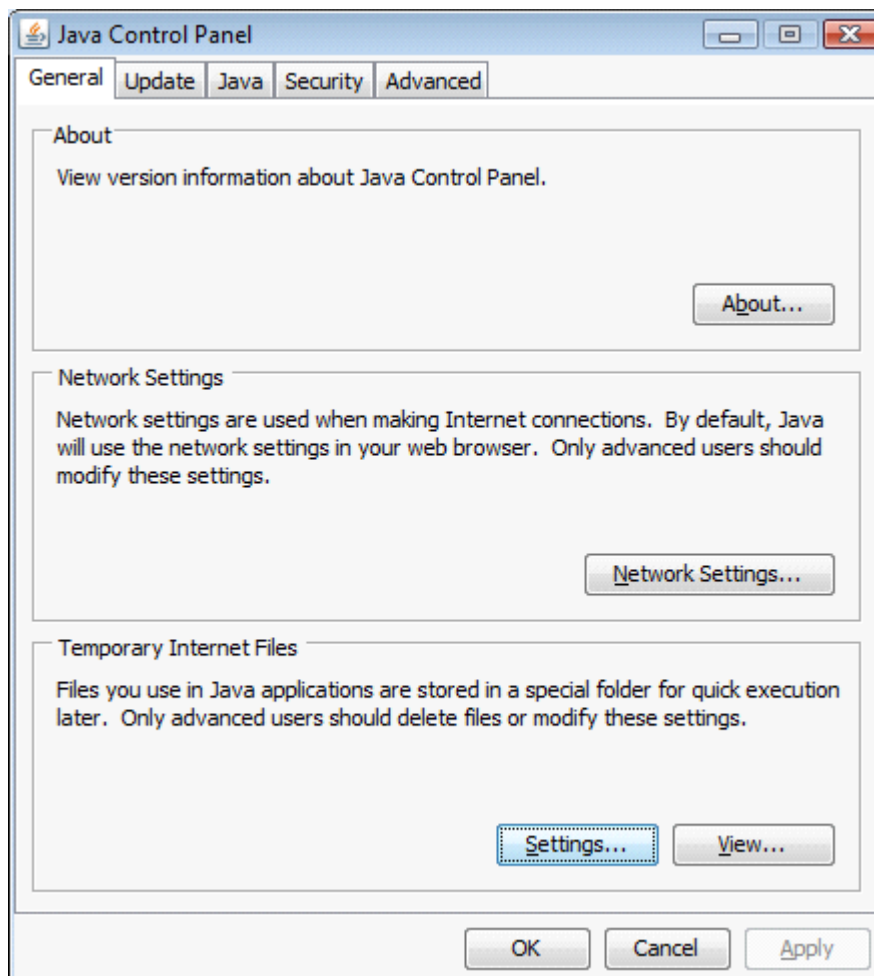 Java Control Panel
General Update Java Security Advanced
About
View version information about Java Control Panel.
About...
Network Settings
Network settings are used when making Internet connections.  By default, Java
will use the network settings in your web browser.  Only advanced users should
modify these settings.
Network Settings...
Temporary Internet Files
Files you use in Java applications are stored in a special folder for quick execution
later.  Only advanced users should delete files or modify these settings.
Settings... View...
OK Cancel Apply